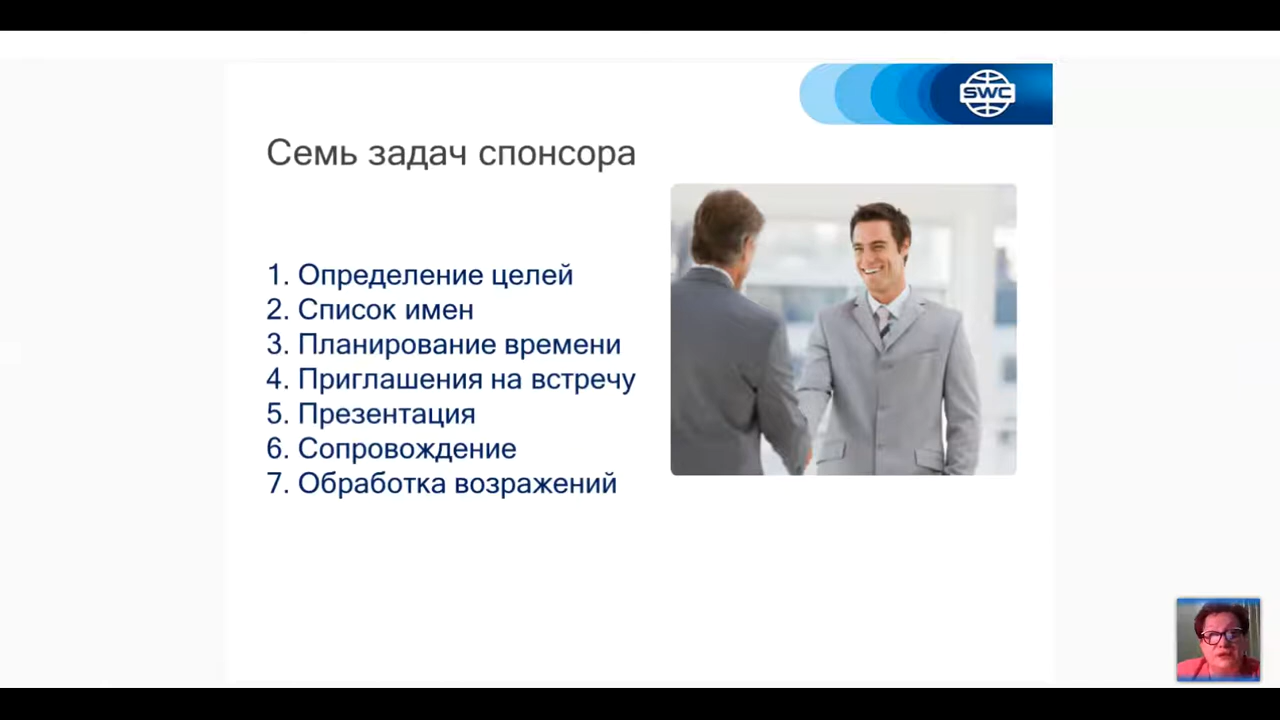 SWC
Семь задач спонсора
1. Определение целей
2. Список имен
3. Планирование времени
4. Приглашения на встречу
5. Презентация
6. Сопровождение
7. Обработка возражений